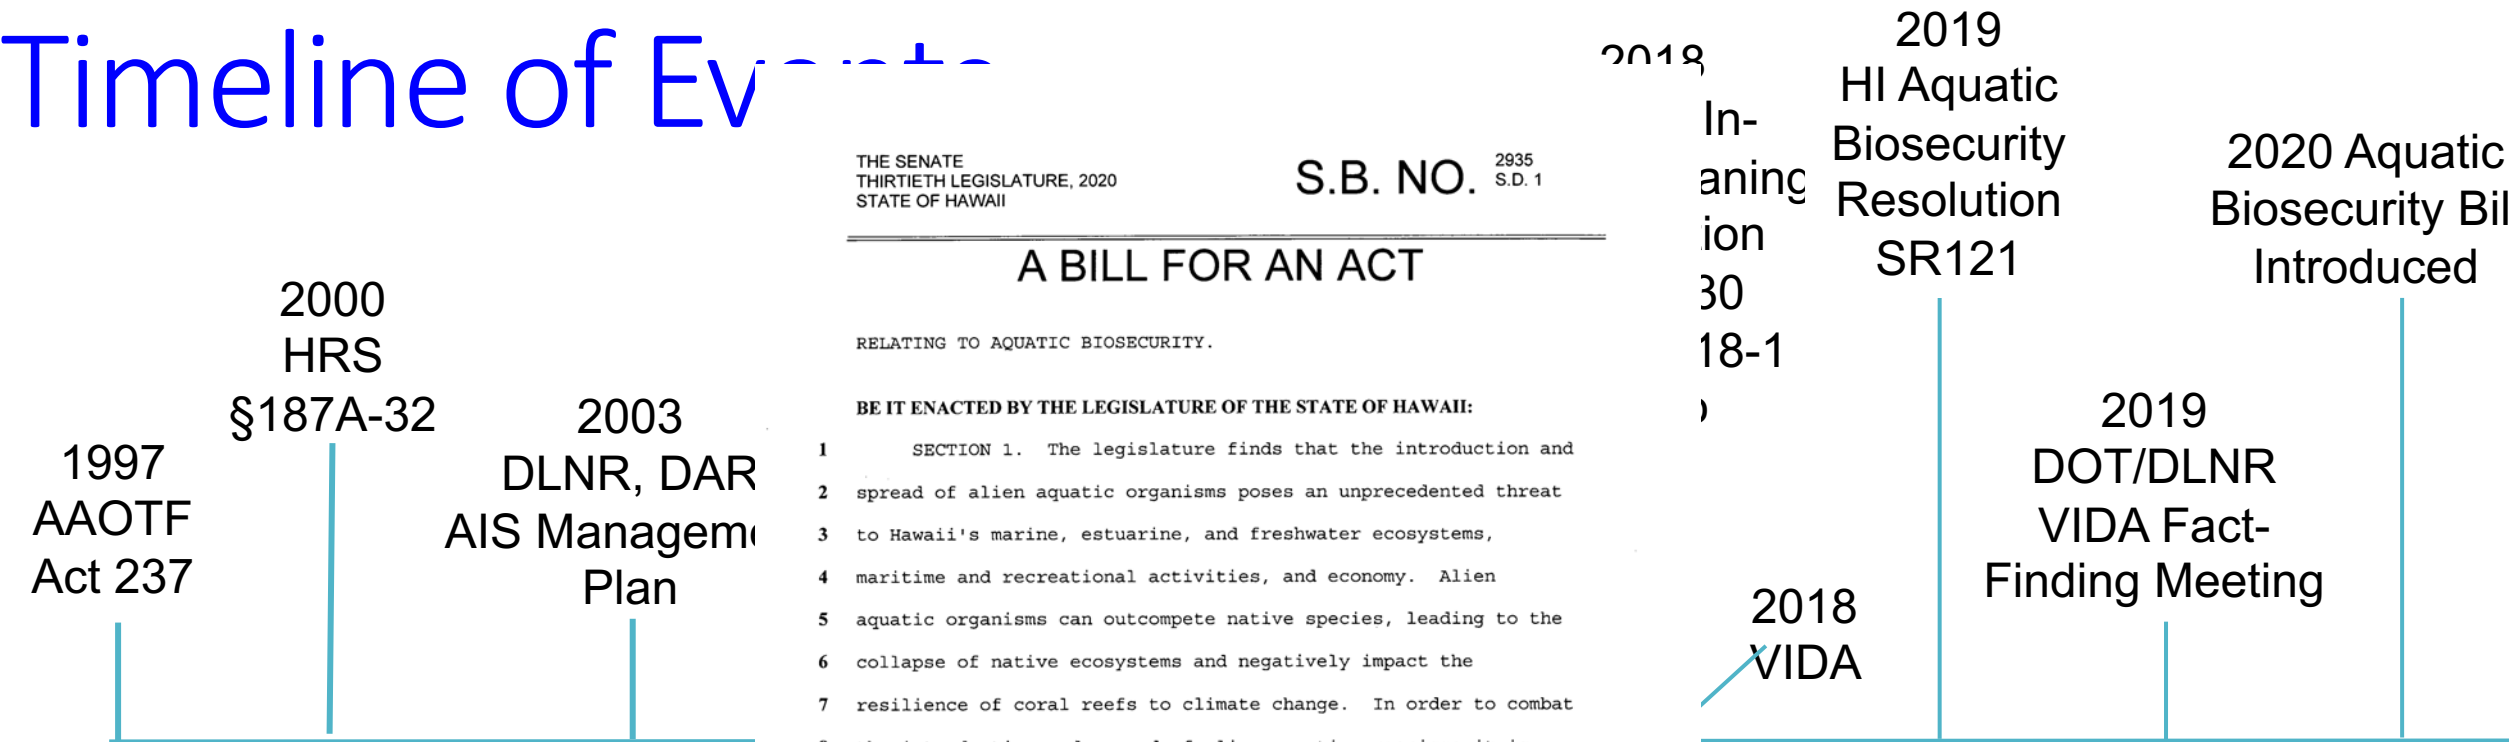 Timeline of
1997
AAOTF
Act 237
2000
HRS
§187A-32
2003
DLNR, DAR
AIS
Plan
THE SENATE
THIRTIETH LEGISLATURE, 2020
STATE OF HAWAII
S.B. NO. 2935
S.D. 1
A BILL FOR AN ACT
RELATING TO AQUATIC BIOSECURITY.
BE IT ENACTED BY THE LEGISLATURE OF THE STATE OF HAWAII:
1 SECTION 1. The legislature finds that the introduction and
2 spread of alien aquatic organisms poses an unprecedented threat
3 to Hawaii's marine, estuarine, and freshwater ecosystems,
4 maritime and recreational activities, and economy. Alien
5 aquatic organisms can outcompete native species, leading to the
6 collapse of native ecosystems and negatively impact the
7 resilience of coral reefs to climate change. In order to combat
2018
In-
18-1
2018
VIDA
2019
HI Aquatic
Biosecurity
Resolution
SR121
2019
DOT/DLNR
VIDA Fact-
Finding Meeting
2020 Aquatic
Biosecurity Bil
Introduced